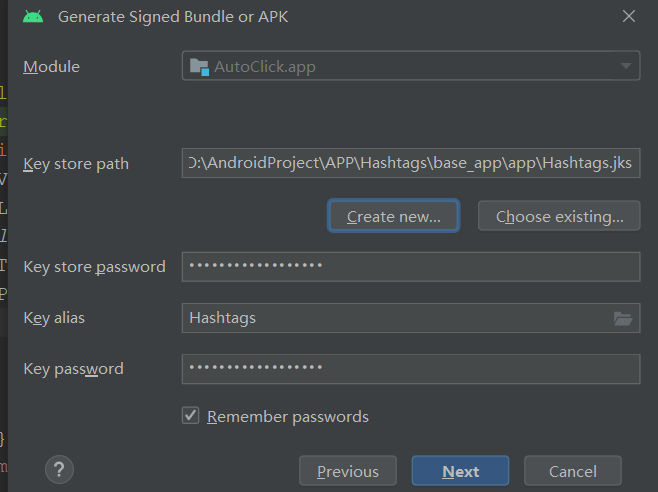 Generate Signed Bundle or APK
Module
AutoClick.app
Key store path
D:\AndroidProject\APP\Hashtags\base_app\app\Hashtags.jks
Create new...
Choose existing...
Key store password
••••••••••••••••••
Key alias
Hashtags
Key password
••••••••••••••••••
Remember passwords
?
Previous
Next
Cancel